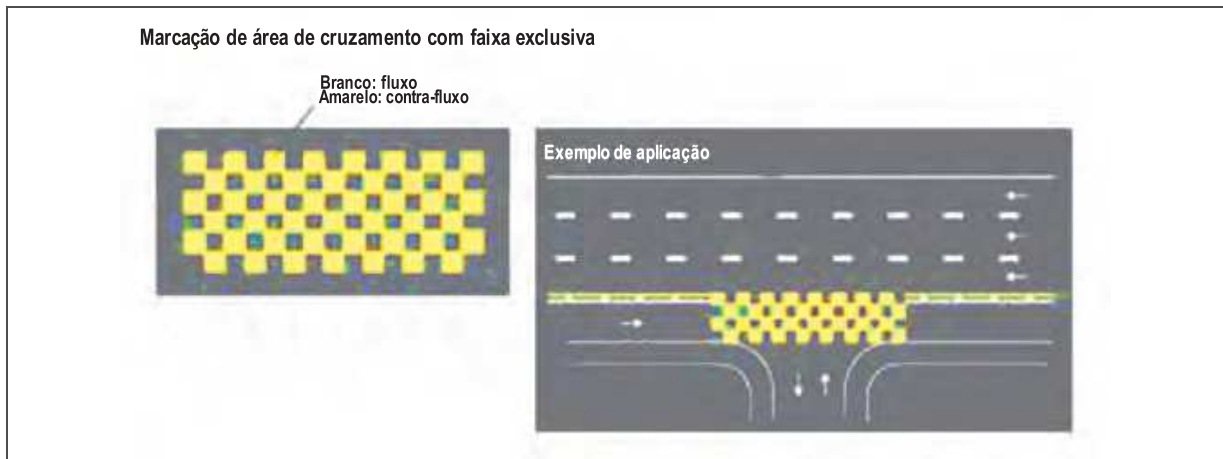 Marcação de área de cruzamento com faixa exclusiva
Branco: fluxo
Amarelo: contra-fluxo
Exemplo de aplicação